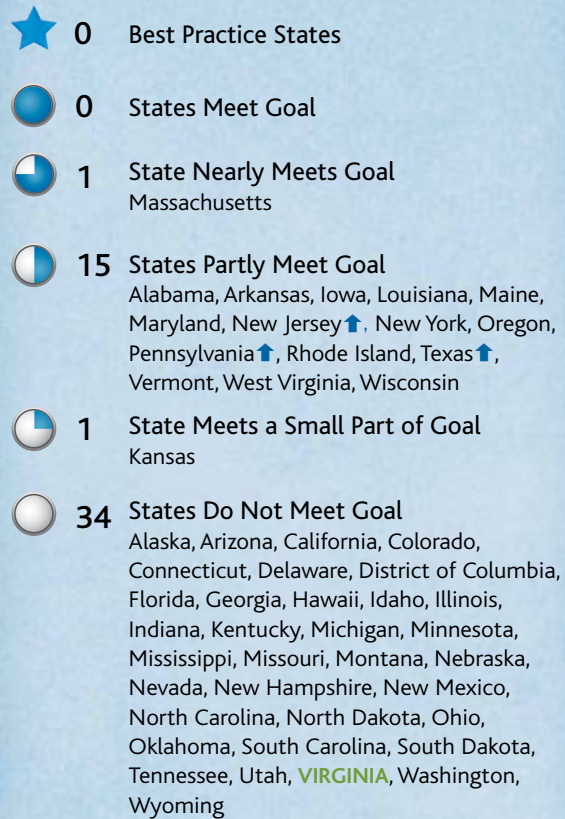 0 Best Practice States
0 States Meet Goal
1 State Nearly Meets Goal
Massachusetts
15 States Partly Meet Goal
Alabama, Arkansas, Iowa, Louisiana, Maine,
Maryland, New Jersey⬆, New York, Oregon,
Pennsylvania⬆, Rhode Island, Texas⬆,
Vermont, West Virginia, Wisconsin
1 State Meets a Small Part of Goal
Kansas
34 States Do Not Meet Goal
Alaska, Arizona, California, Colorado,
Connecticut, Delaware, District of Columbia,
Florida, Georgia, Hawaii, Idaho, Illinois,
Indiana, Kentucky, Michigan, Minnesota,
Mississippi, Missouri, Montana, Nebraska,
Nevada, New Hampshire, New Mexico,
North Carolina, North Dakota, Ohio,
Oklahoma, South Carolina, South Dakota,
Tennessee, Utah, VIRGINIA, Washington,
Wyoming